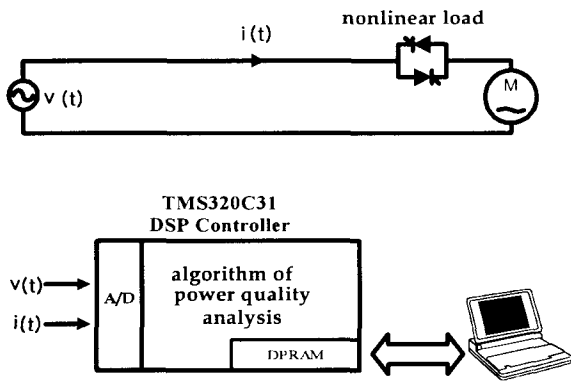 nonlinear load
i(t)
v (t)
M
TMS320C31
DSP Controller
v(t)
i(t)
A/D
algorithm of
power quality
analysis
DPRAM